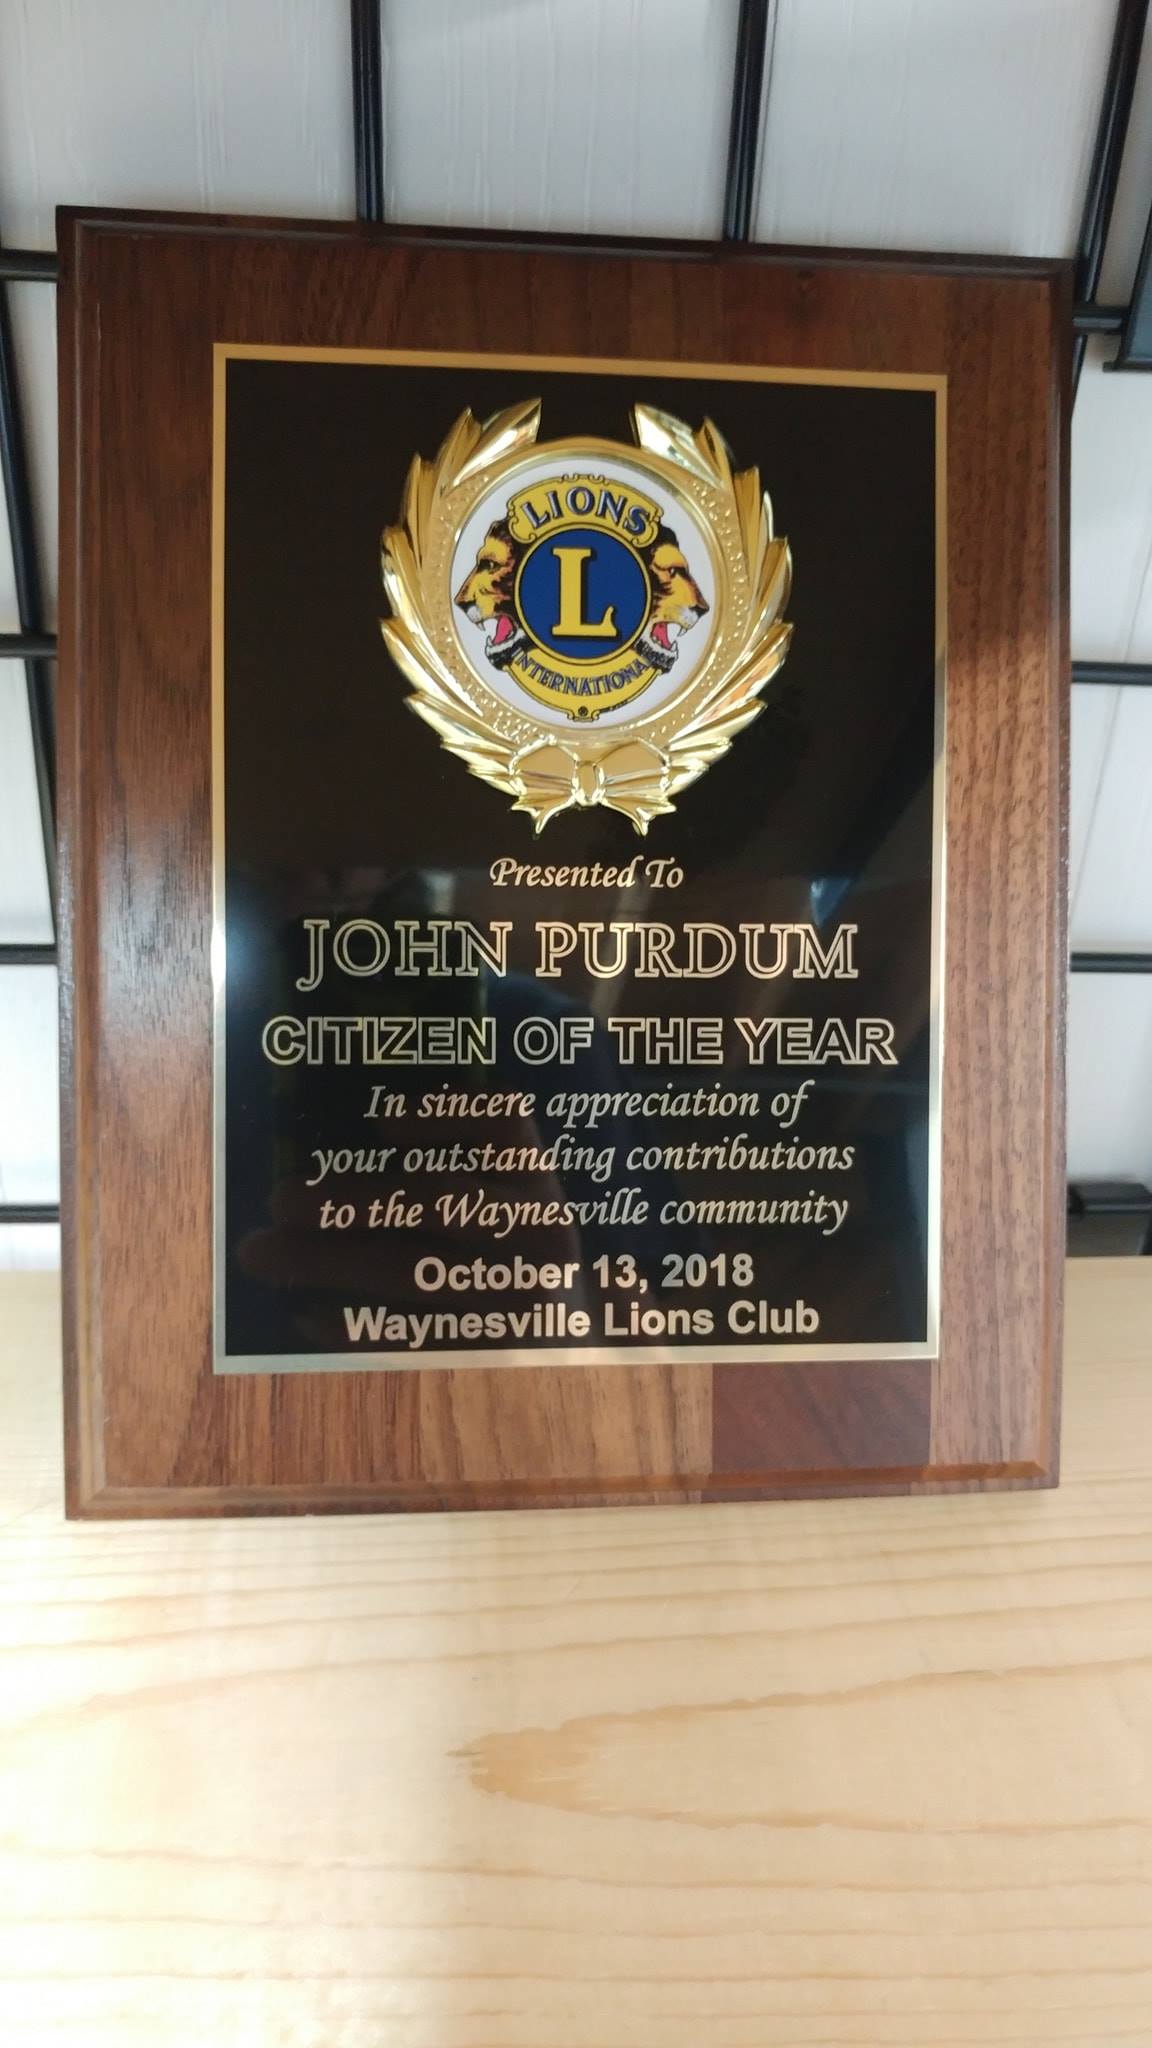 LIONS
L
INTERNATIONAL
®
Presented To
JOHN PURDUM
CITIZEN OF THE YEAR
In sincere appreciation of
your outstanding contributions
to the Waynesville community
October 13, 2018
Waynesville Lions Club